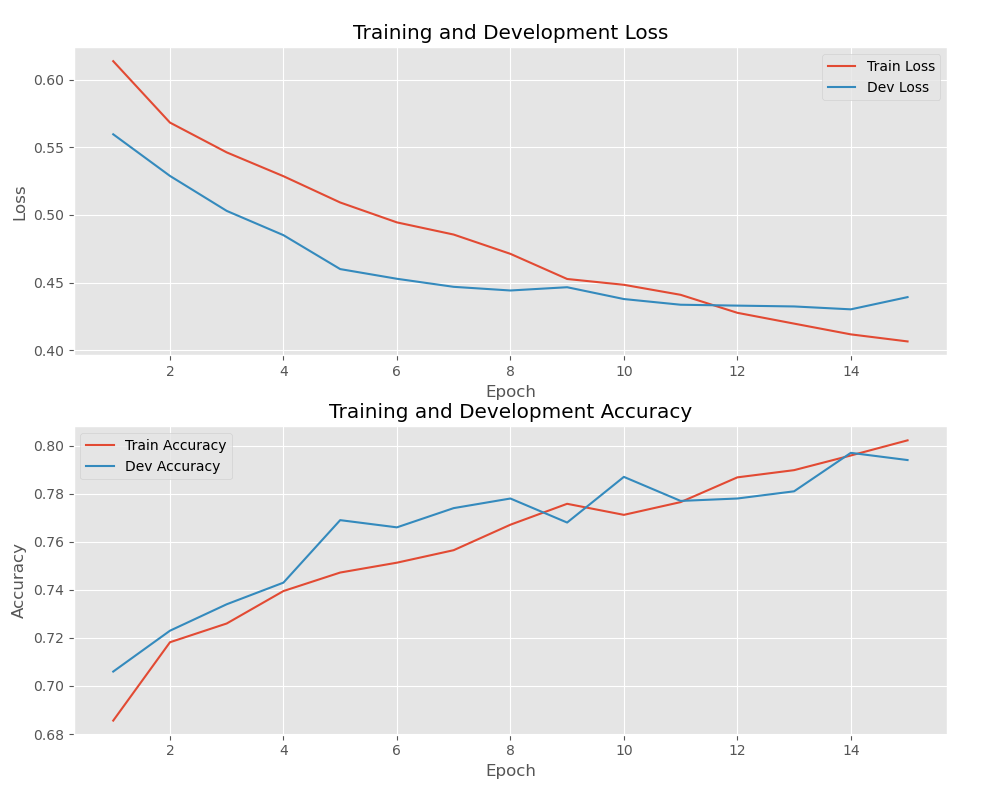 Training and Development Loss
Train Loss
Dev Loss
0.60
0.55
0.50
0.45
0.40
Loss
2 4 6 8 10 12 14
Epoch
Training and Development Accuracy
Train Accuracy
Dev Accuracy
0.80
0.78
0.76
0.74
0.72
0.70
0.68
Accuracy
2 4 6 8 10 12 14
Epoch